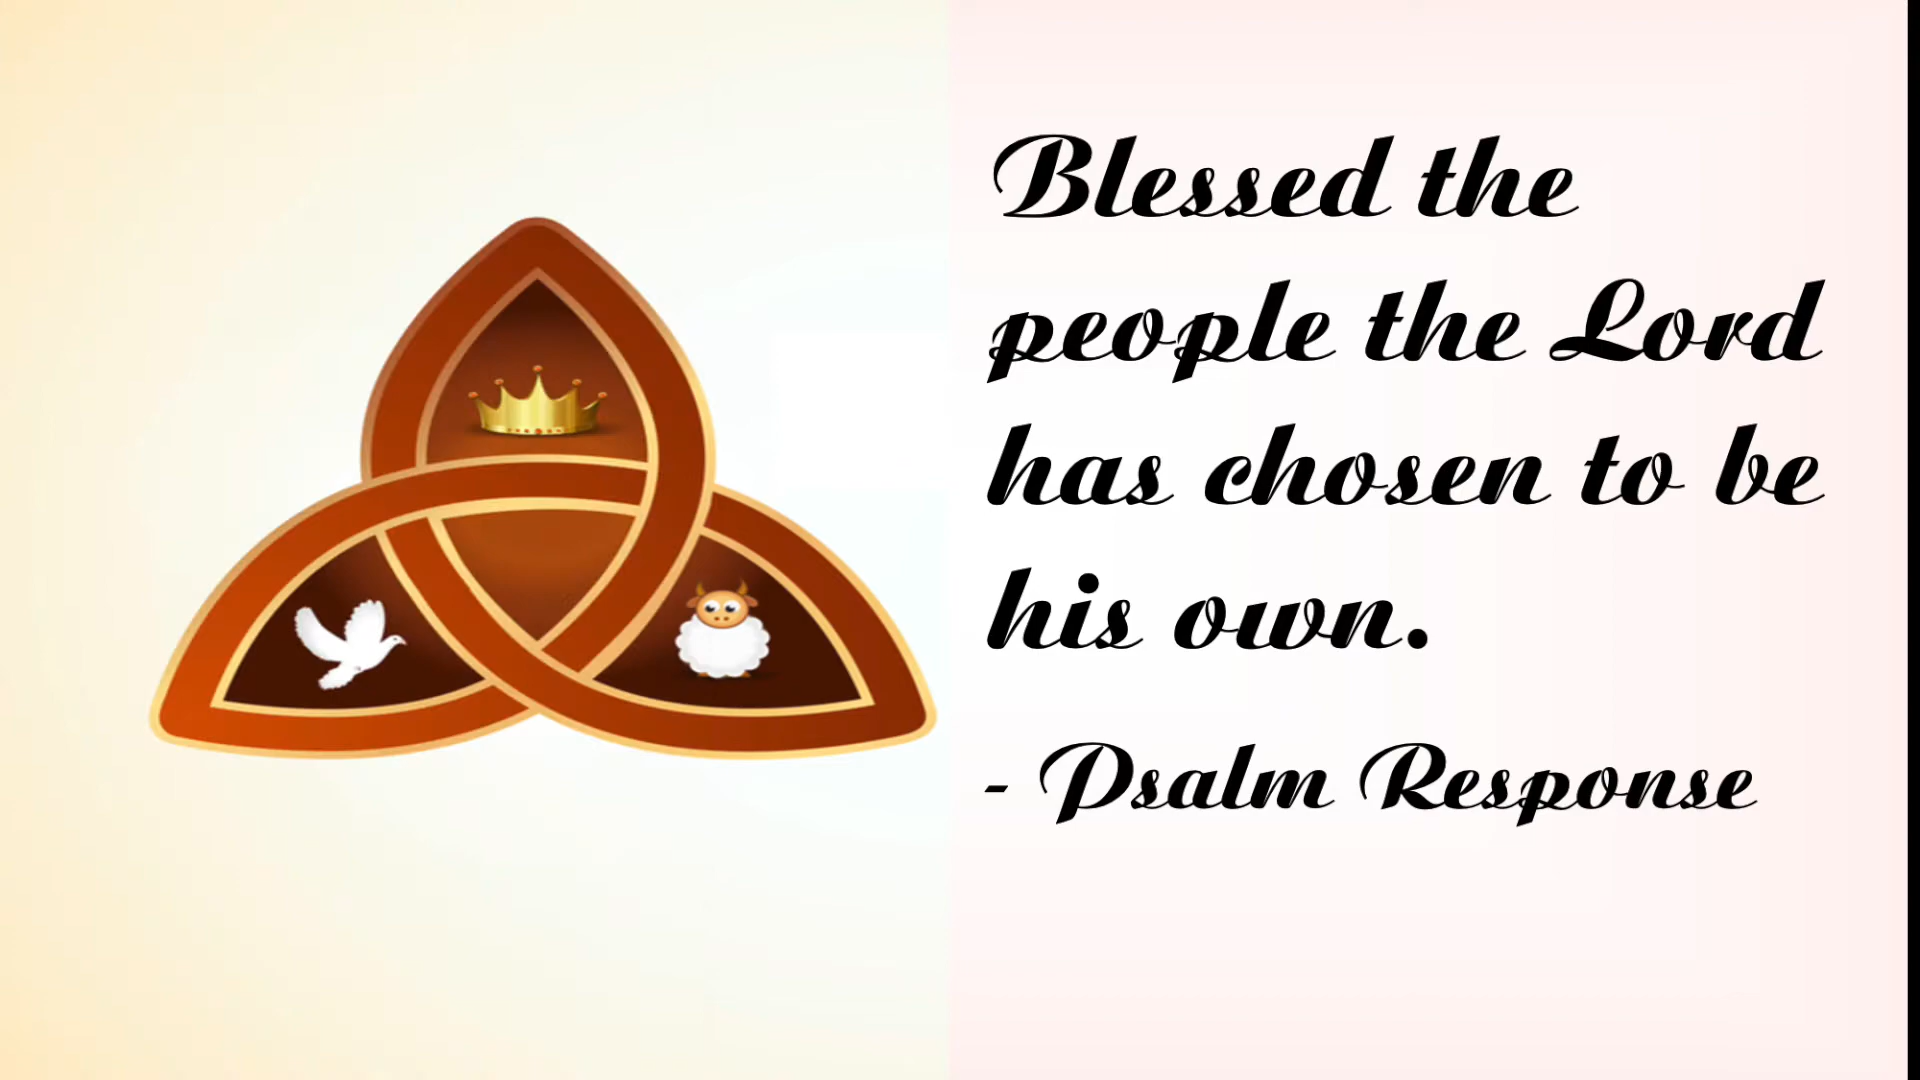 Blessed the
people the Lord
has chosen to be
his own.
- Psalm Response